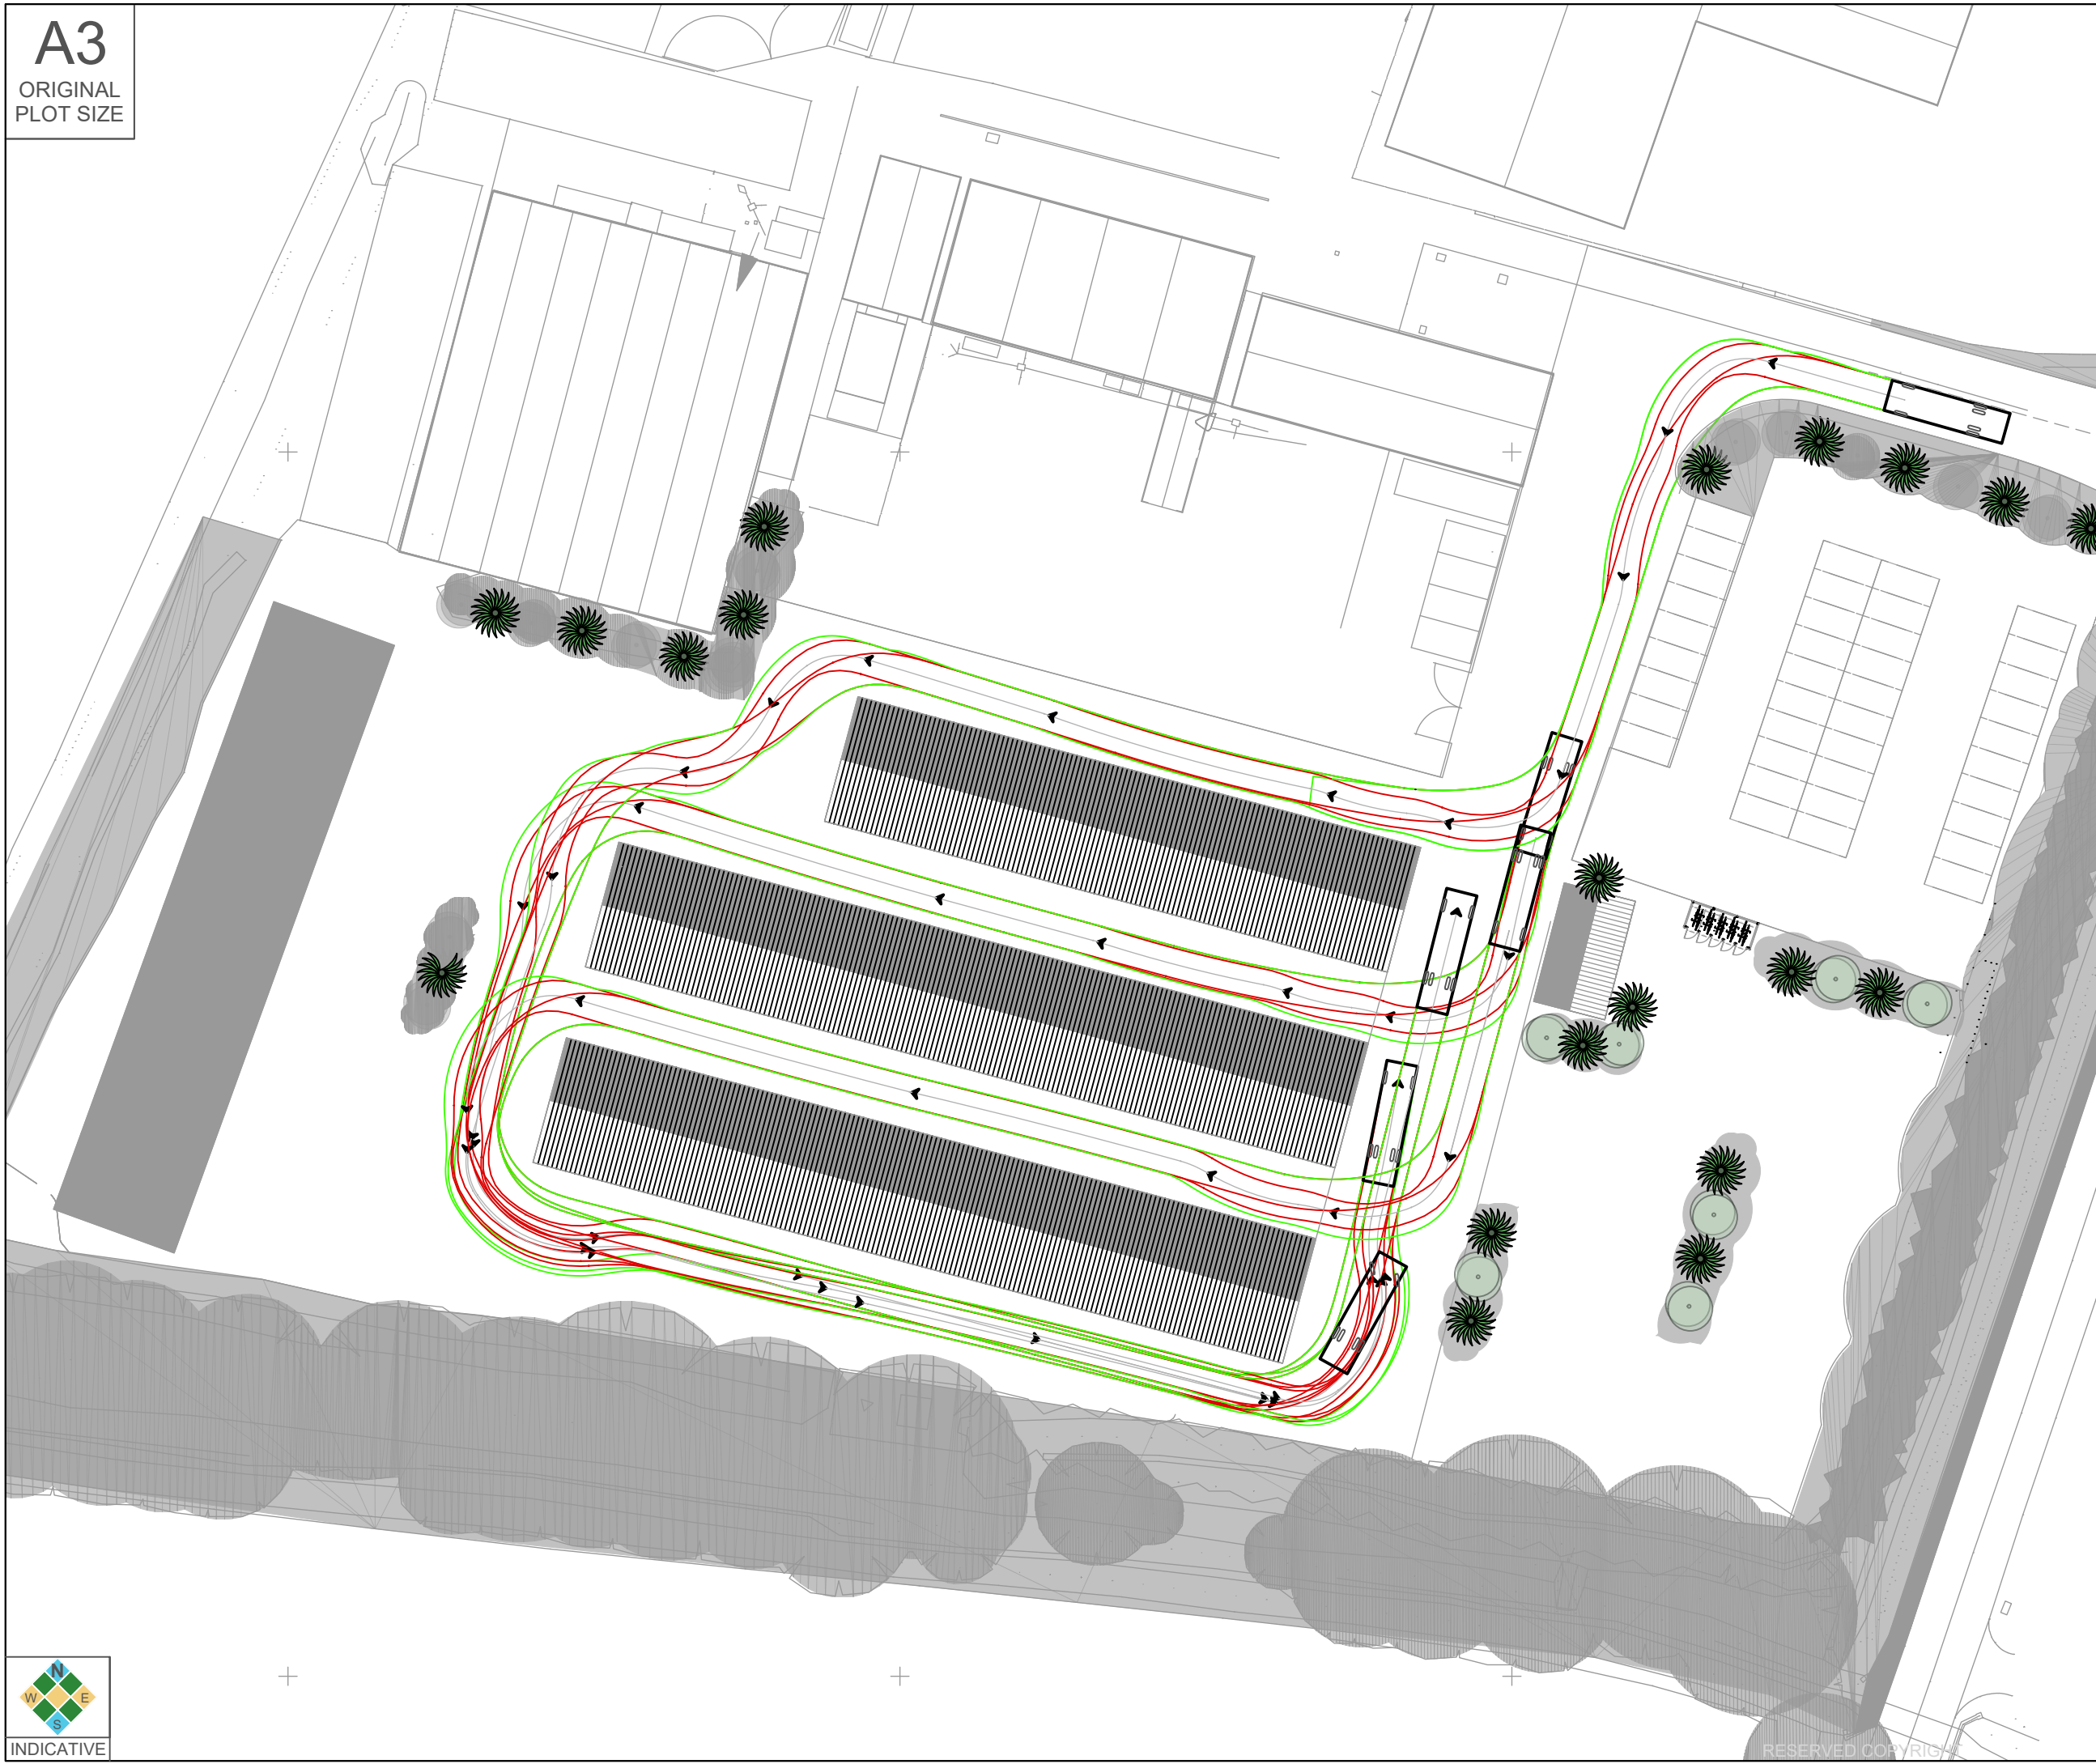 A3
ORIGINAL
PLOT SIZE
N
W E
S
INDICATIVE
RESERVED COPYRIGHT